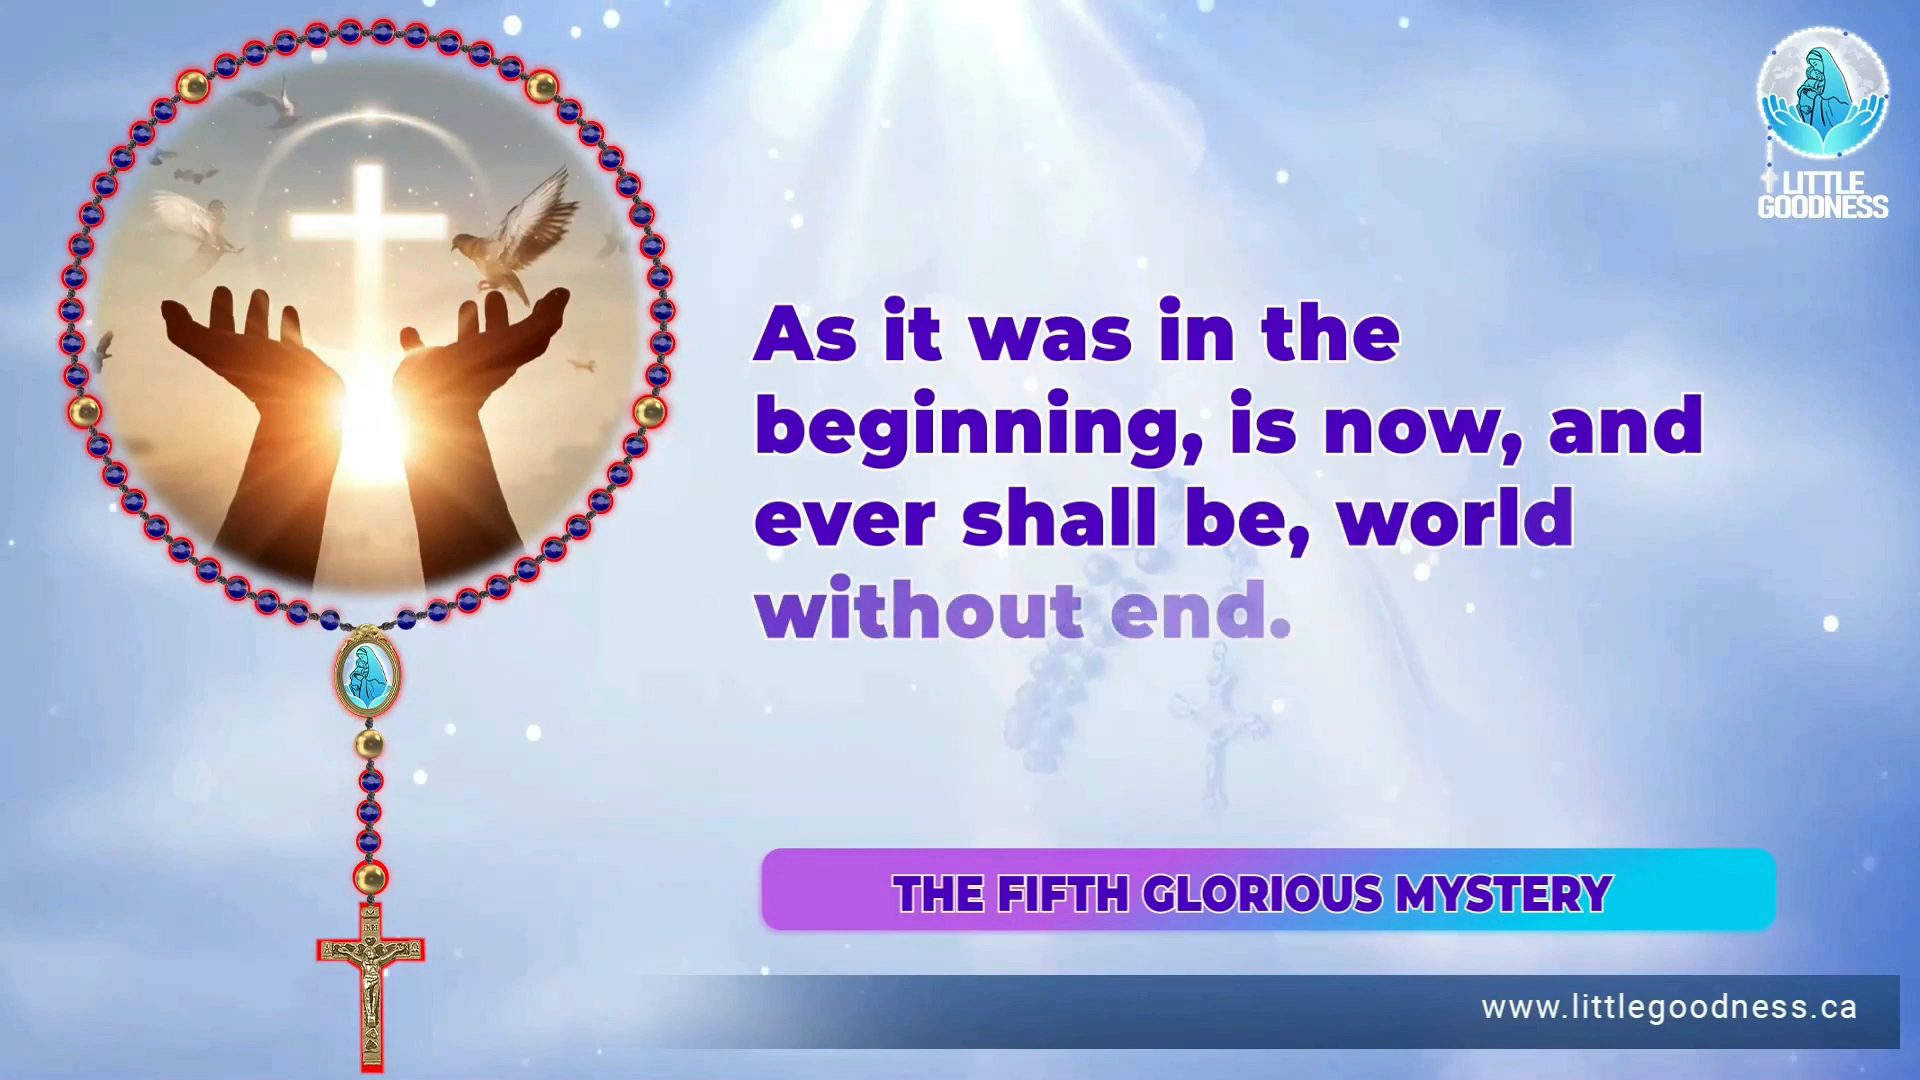 LITTLE
GOODNESS
As it was in the
beginning, is now, and
ever shall be, world
without end.
THE FIFTH GLORIOUS MYSTERY
www.littlegoodness.ca
INRI